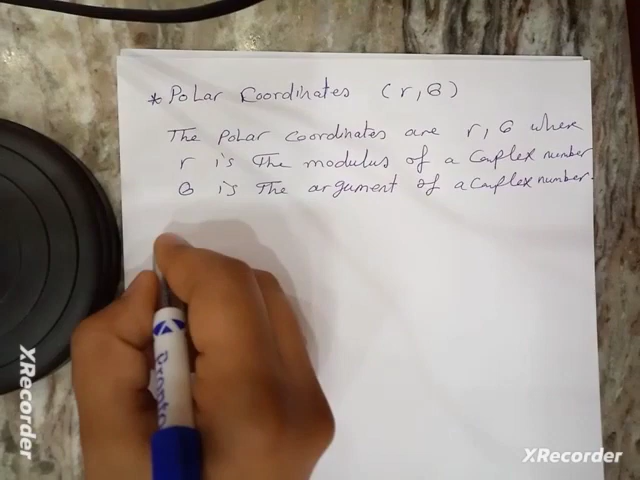 * Polar Coordinates (r, θ)
The Polar coordinates are r, θ where
r is the modulus of a complex number
θ is the argument of a complex number.
Pronto
XRecorder
XRecorder